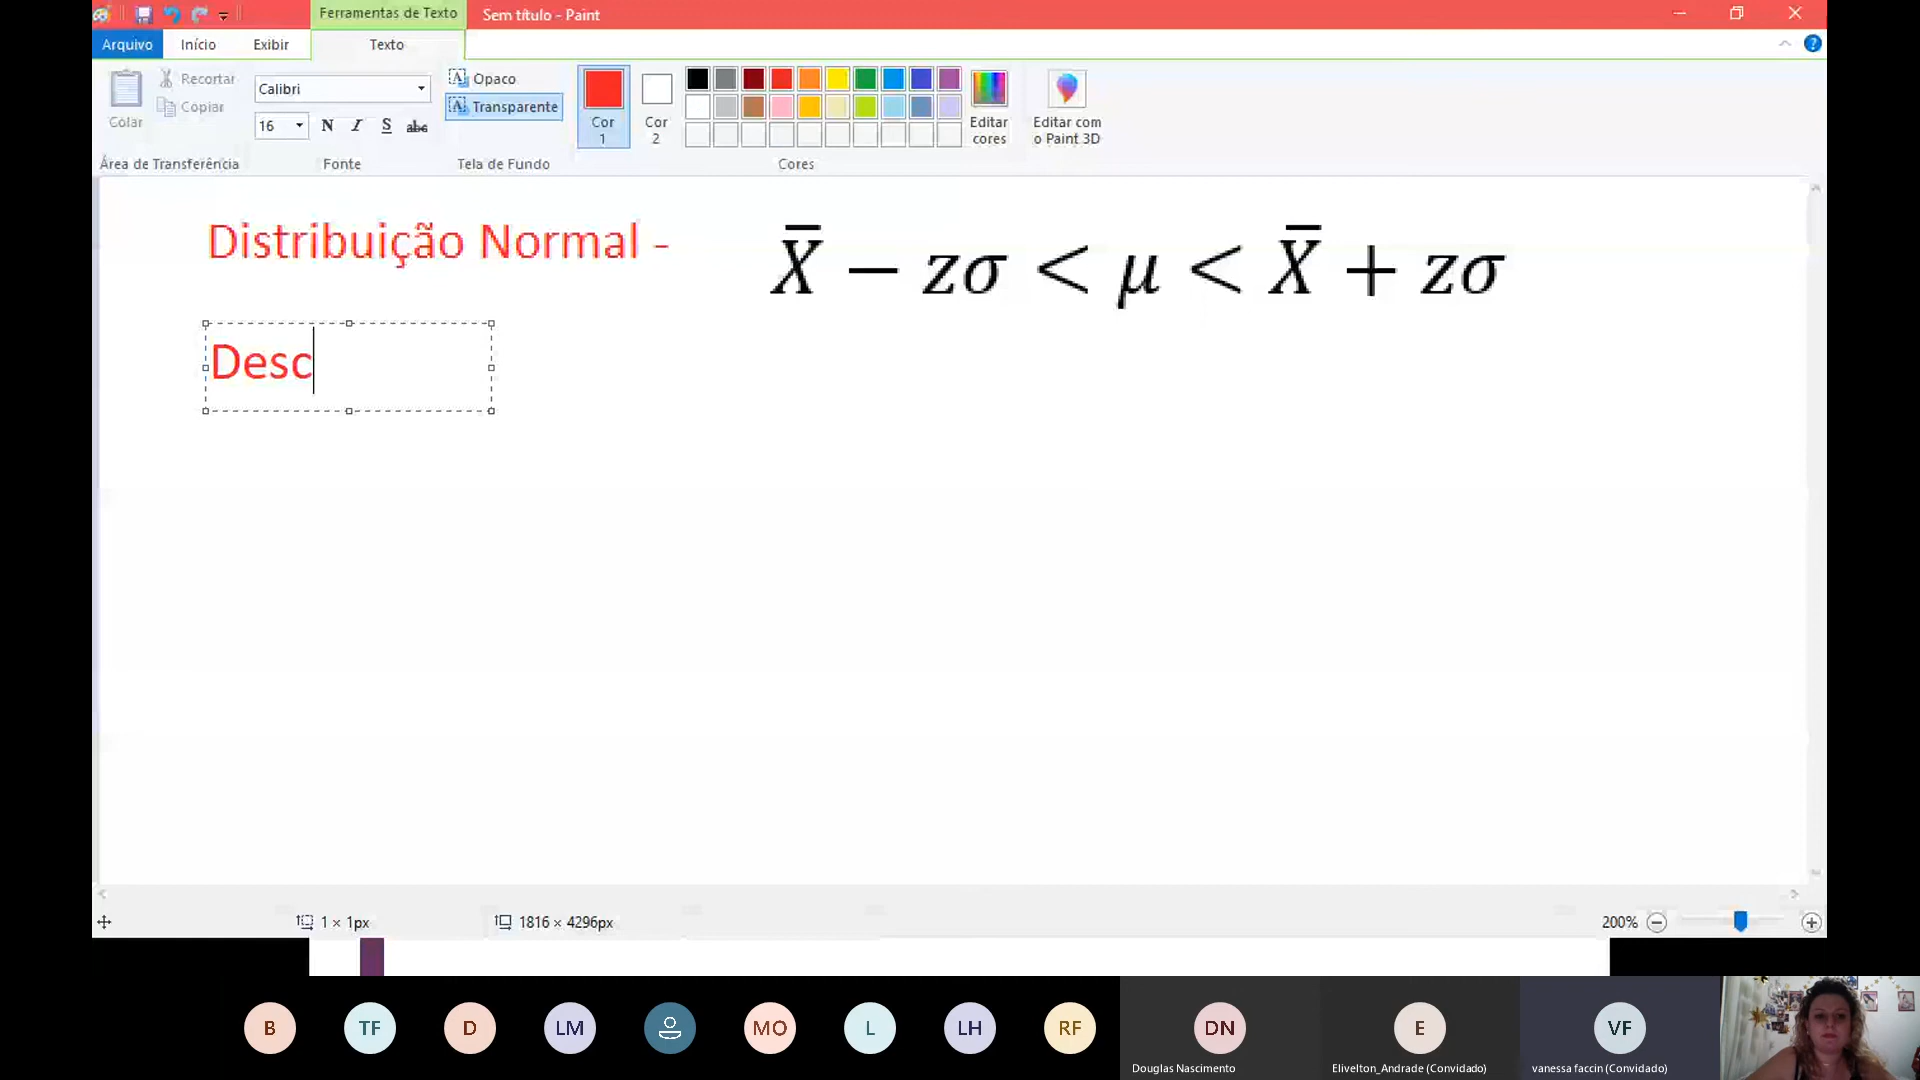 Ferramentas de Texto
Sem título - Paint
Arquivo
Início
Exibir
Texto
Colar
Recortar
Copiar
Área de Transferência
Calibri
16
N I S abc
Fonte
Opaco
Transparente
Tela de Fundo
Cor 1
Cor 2
Editar cores
Cores
Editar com o Paint 3D
Distribuição Normal -
X̄ − zσ < μ < X̄ + zσ
Desc
1 × 1px
1816 × 4296px
200%
B
TF
D
LM
MO
L
LH
RF
DN
Douglas Nascimento
E
Elivelton_Andrade (Convidado)
VF
vanessa faccin (Convidado)